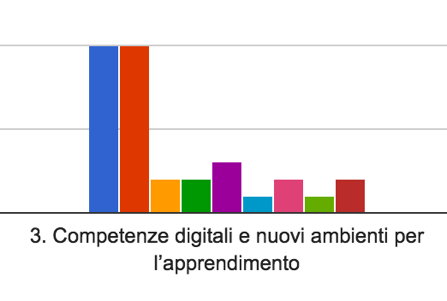 3. Competenze digitali e nuovi ambienti per
l’apprendimento